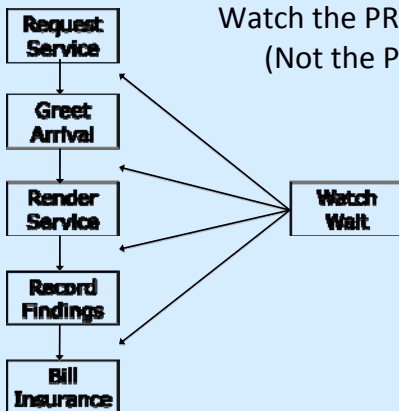 Watch the PR
(Not the P
Request
Service
Greet
Arrival
Render
Service
Watch
Wait
Record
Findings
Bill
Insurance